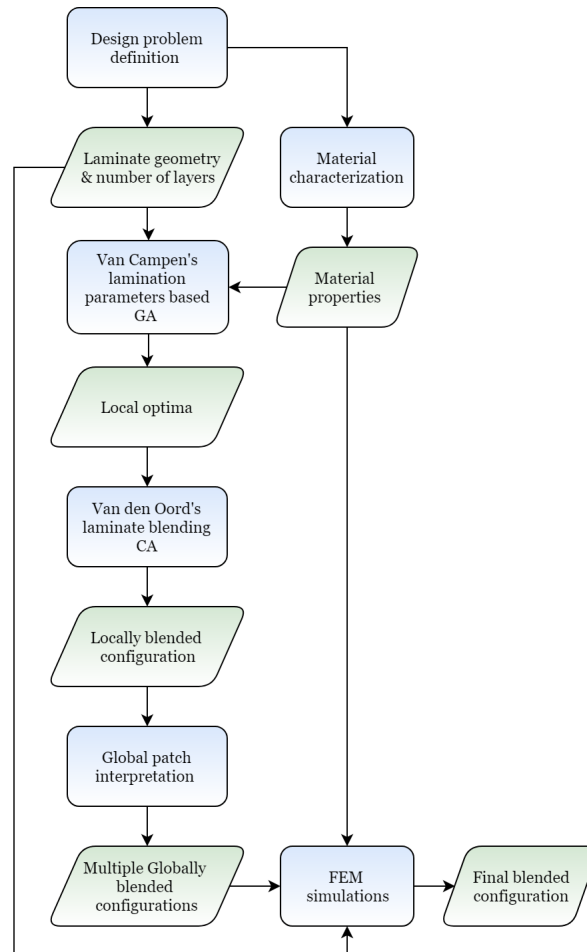 Design problem
definition
Laminate geometry
& number of layers
Material
characterization
Van Campen's
lamination
parameters based
GA
Material
properties
Local optima
Van den Oord's
laminate blending
CA
Locally blended
configuration
Global patch
interpretation
Multiple Globally
blended
configurations
FEM
simulations
Final blended
configuration